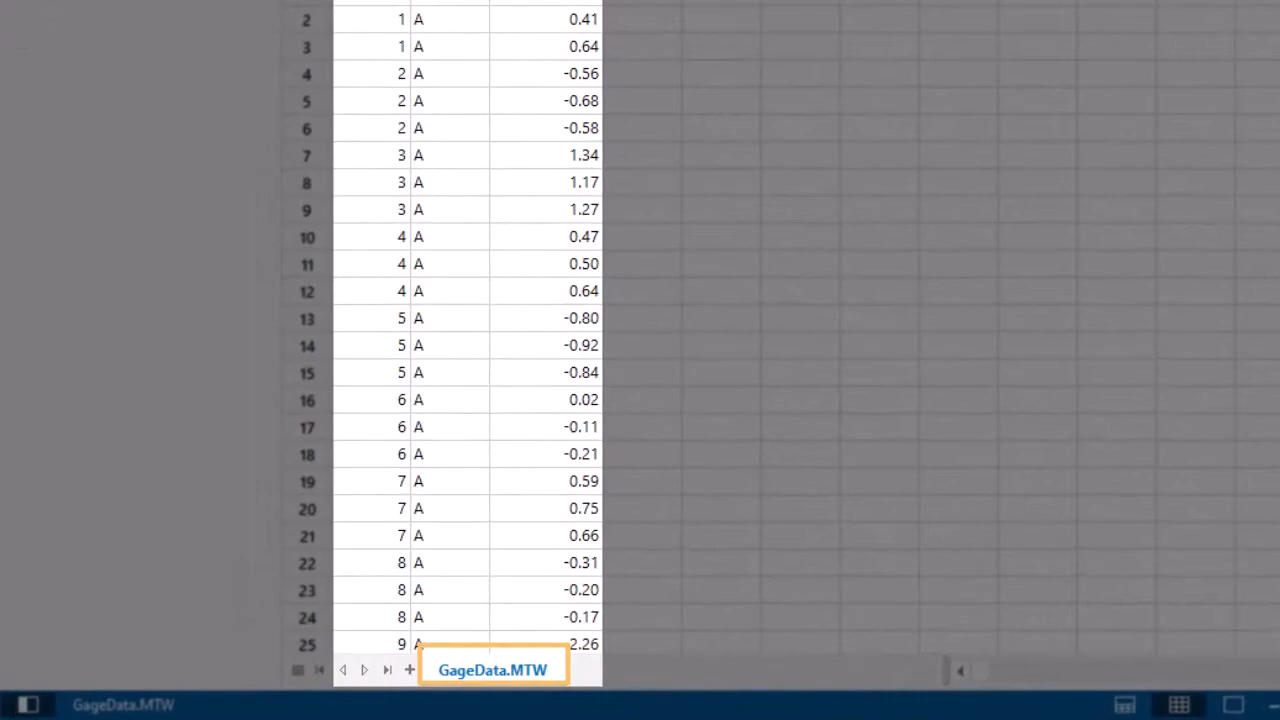 2 1 A 0.41
3 1 A 0.64
4 2 A -0.56
5 2 A -0.68
6 2 A -0.58
7 3 A 1.34
8 3 A 1.17
9 3 A 1.27
10 4 A 0.47
11 4 A 0.50
12 4 A 0.64
13 5 A -0.80
14 5 A -0.92
15 5 A -0.84
16 6 A 0.02
17 6 A -0.11
18 6 A -0.21
19 7 A 0.59
20 7 A 0.75
21 7 A 0.66
22 8 A -0.31
23 8 A -0.20
24 8 A -0.17
25 9 A 2.26
GageData.MTW
GageData.MTW